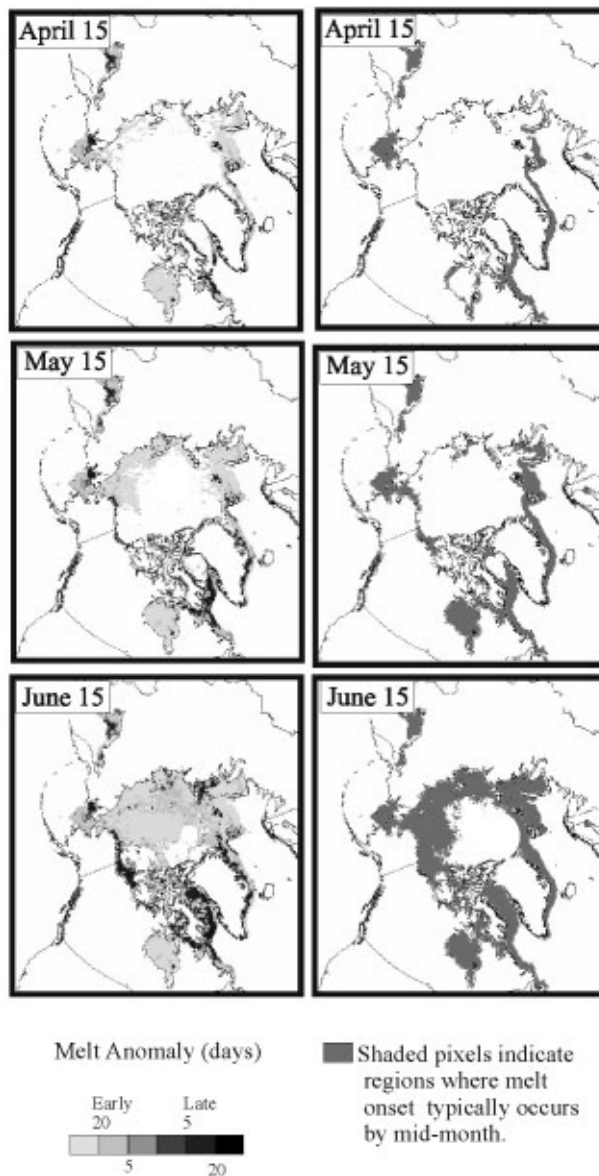 April 15
April 15
May 15
May 15
June 15
June 15
Melt Anomaly (days)
Early Late
20 5
5 20
Shaded pixels indicate
regions where melt
onset typically occurs
by mid-month.